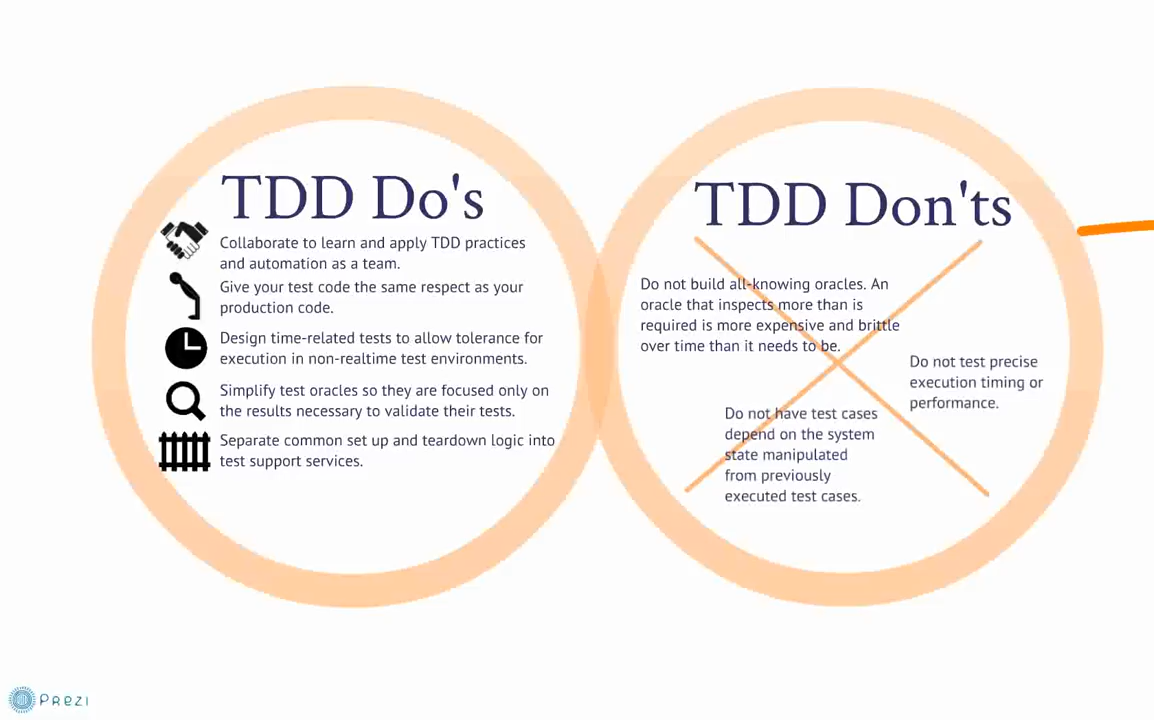 TDD Do's
Collaborate to learn and apply TDD practices
and automation as a team.
Give your test code the same respect as your
production code.
Design time-related tests to allow tolerance for
execution in non-realtime test environments.
Simplify test oracles so they are focused only on
the results necessary to validate their tests.
Separate common set up and teardown logic into
test support services.
TDD Don'ts
Do not build all-knowing oracles. An
oracle that inspects more than is
required is more expensive and brittle
over time than it needs to be.
Do not test precise
execution timing or
performance.
Do not have test cases
depend on the system
state manipulated
from previously
executed test cases.
Prezi